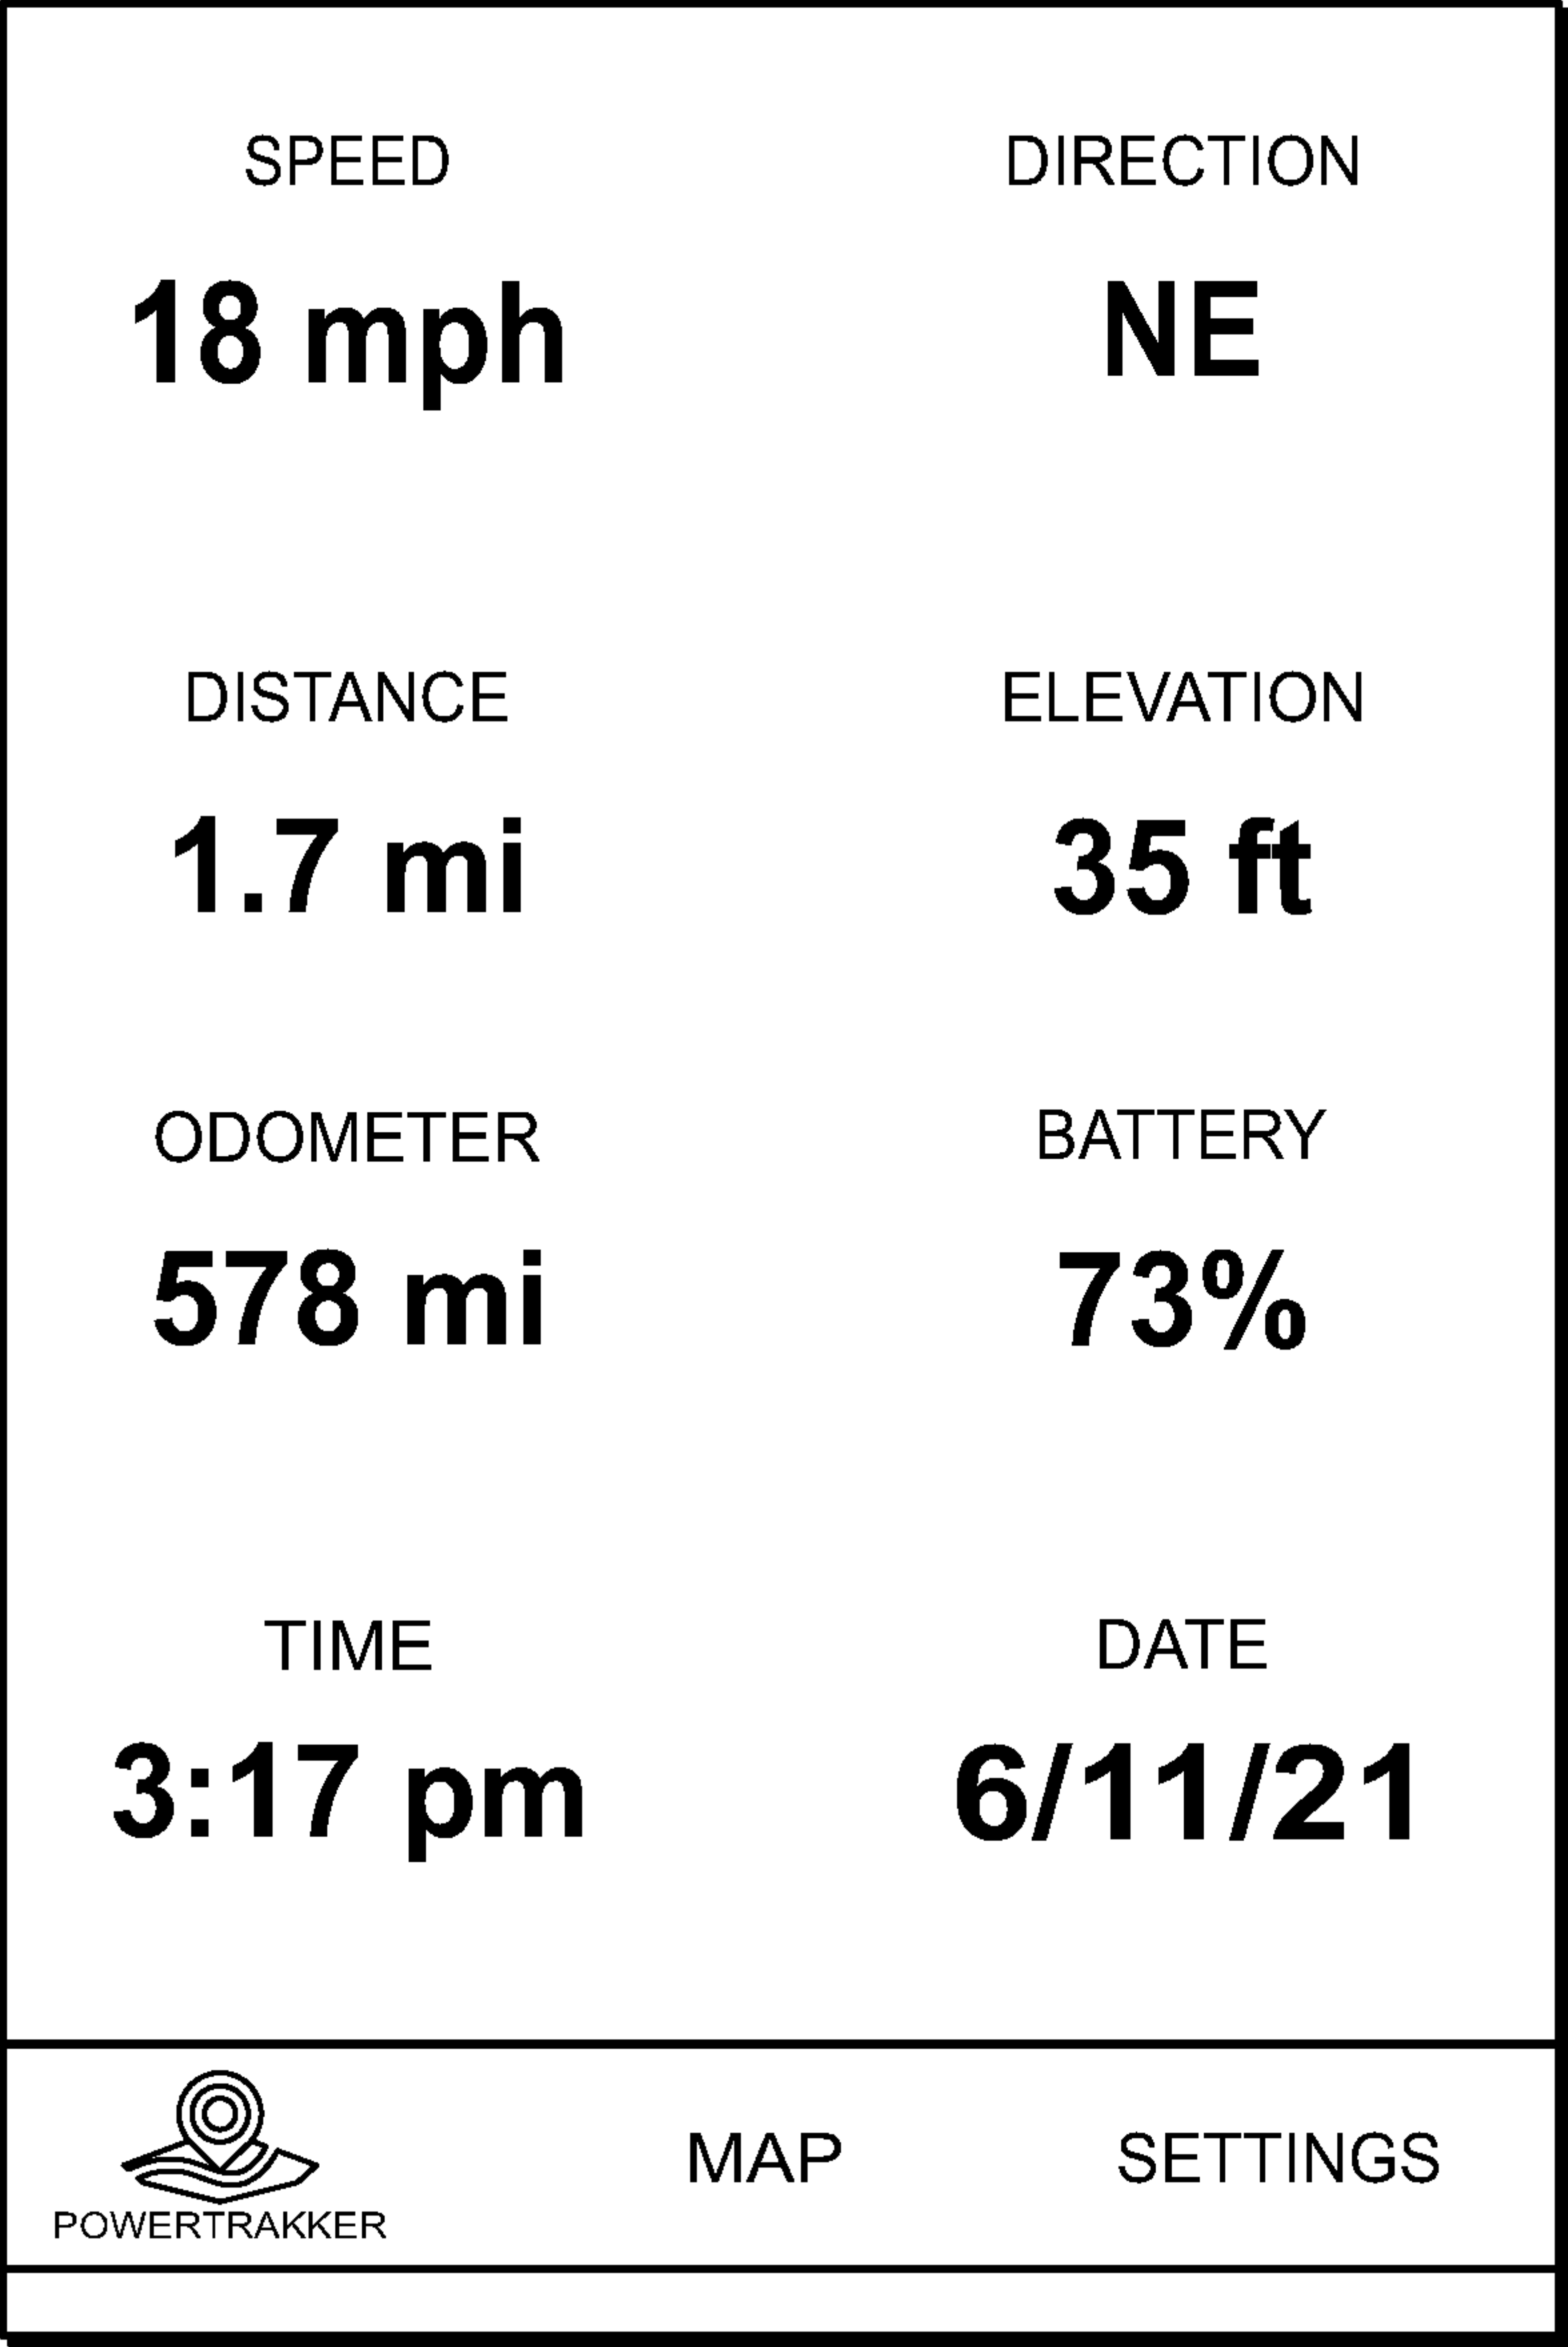 SPEED DIRECTION
18 mph NE
DISTANCE ELEVATION
1.7 mi 35 ft
ODOMETER BATTERY
578 mi 73%
TIME DATE
3:17 pm 6/11/21
MAP SETTINGS
POWERTRAKKER